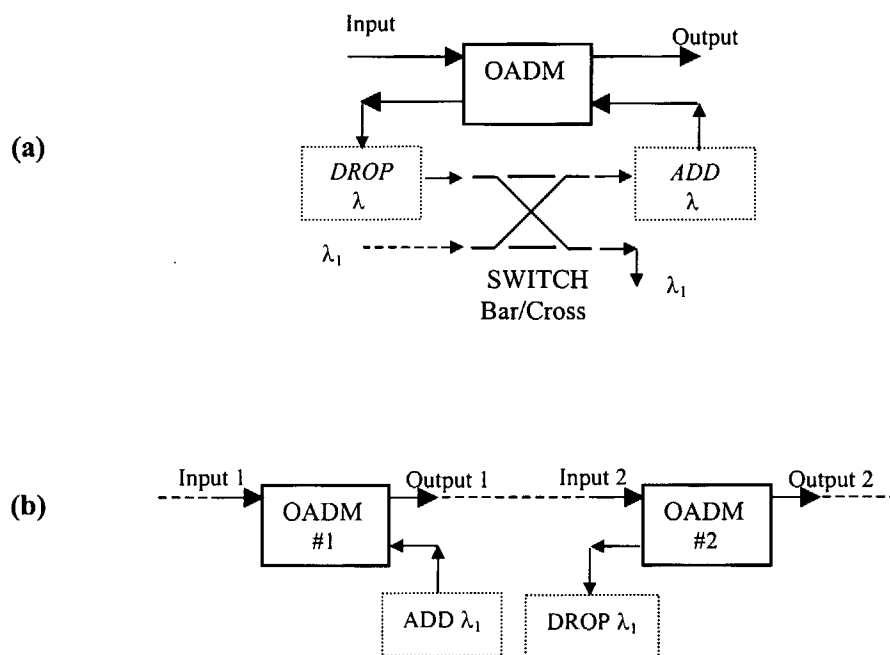 Input
Output
OADM
(a)
DROP
λ
ADD
λ
λ₁
SWITCH
Bar/Cross
λ₁
Input 1
Output 1
Input 2
Output 2
(b)
OADM
#1
OADM
#2
ADD λ₁
DROP λ₁